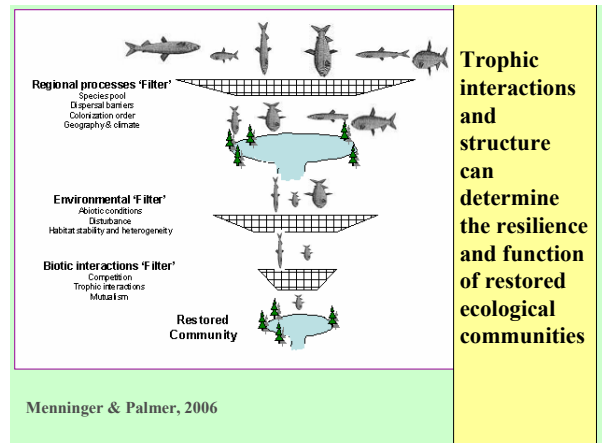 Regional processes 'Filter'
Species pool
Dispersal barriers
Colonization order
Geography & climate
Environmental 'Filter'
Abiotic conditions
Disturbance
Habitat stability and heterogeneity
Biotic interactions 'Filter'
Competition
Trophic interactions
Mutualism
Restored
Community
Trophic
interactions
and
structure
can
determine
the resilience
and function
of restored
ecological
communities
Menninger & Palmer, 2006